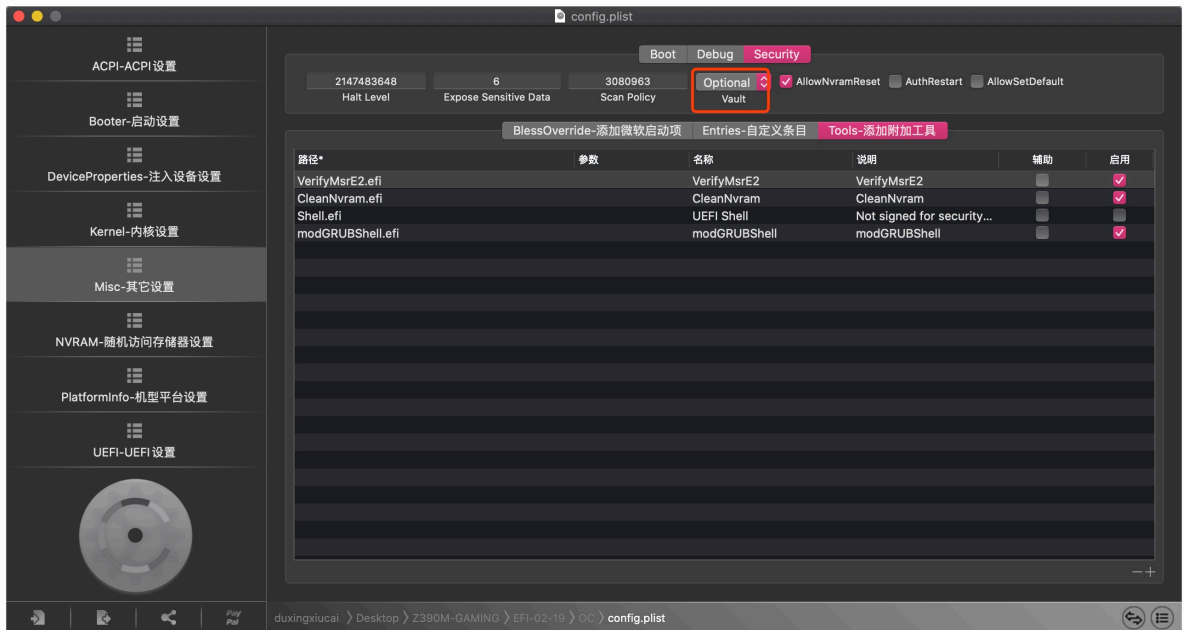 config.plist
ACPI-ACPI设置
Booter-启动设置
DeviceProperties-注入设备设置
Kernel-内核设置
Misc-其它设置
NVRAM-随机访问存储器设置
PlatformInfo-机型平台设置
UEFI-UEFI设置
Pay
Pal
Boot Debug Security
2147483648 6 3080963 Optional AllowNvramReset AuthRestart AllowSetDefault
Halt Level Expose Sensitive Data Scan Policy Vault
BlessOverride-添加微软启动项 Entries-自定义条目 Tools-添加附加工具
路径* 参数 名称 说明 辅助 启用
VerifyMsrE2.efi VerifyMsrE2 VerifyMsrE2
CleanNvram.efi CleanNvram CleanNvram
Shell.efi UEFI Shell Not signed for security...
modGRUBShell.efi modGRUBShell modGRUBShell
duxingxiucai 〉Desktop 〉Z390M-GAMING 〉EFI-02-19 〉OC 〉config.plist